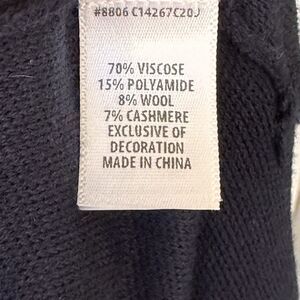 #8806 C14267C20J
70% VISCOSE
15% POLYAMIDE
8% WOOL
7% CASHMERE
EXCLUSIVE OF
DECORATION
MADE IN CHINA